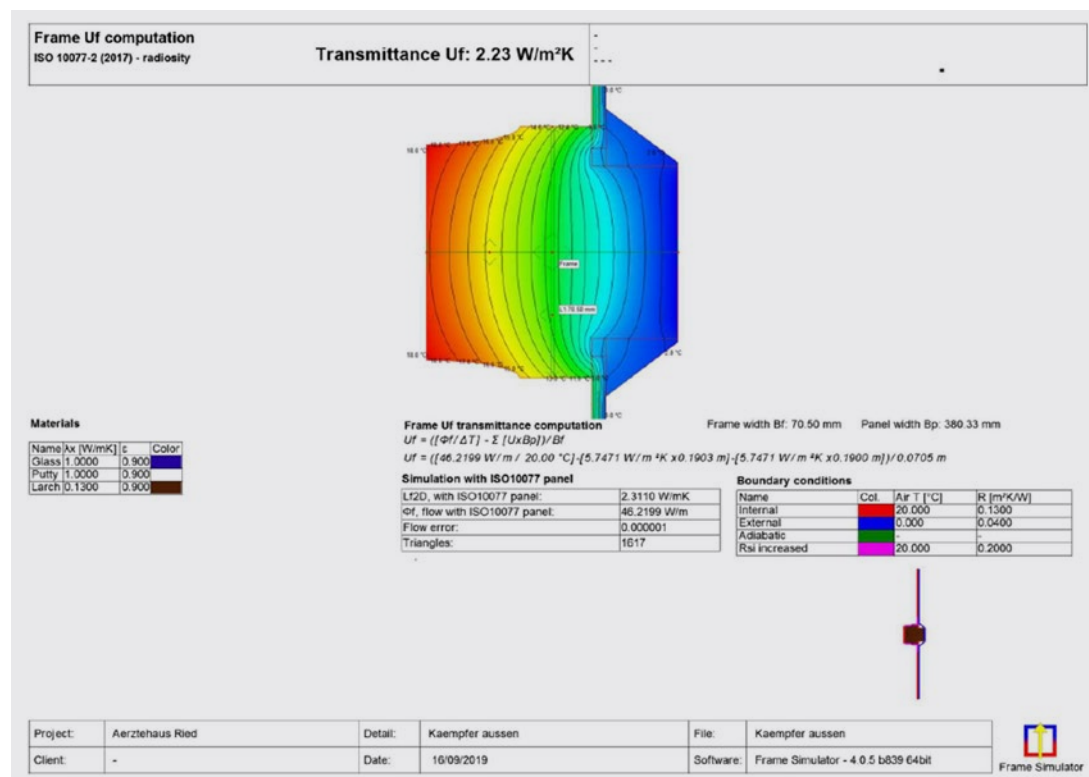 Frame Uf computation
ISO 10077-2 (2017) - radiosity
Transmittance Uf: 2.23 W/m²K
Frame
L1:70.50 mm
Materials
Name λx [W/mK] ε Color
Glass 1.0000 0.900
Putty 1.0000 0.900
Larch 0.1300 0.900
Frame Uf transmittance computation
Frame width Bf: 70.50 mm Panel width Bp: 380.33 mm
Uf = ([Φf/ΔT] - Σ [UxBp])/Bf
Uf = ([46.2199 W/m / 20.00 °C]-[5.7471 W/m ²K x0.1903 m]-[5.7471 W/m ²K x0.1900 m])/0.0705 m
Simulation with ISO10077 panel
Lf2D, with ISO10077 panel: 2.3110 W/mK
Φf, flow with ISO10077 panel: 46.2199 W/m
Flow error: 0.000001
Triangles: 1617
Boundary conditions
Name Col. Air T [°C] R [m²K/W]
Internal 20.000 0.1300
External 0.000 0.0400
Adiabatic - -
Rsi increased 20.000 0.2000
Project: Aerztehaus Ried Detail: Kaempfer aussen File: Kaempfer aussen
Client: - Date: 16/09/2019 Software: Frame Simulator - 4.0.5 b839 64bit
Frame Simulator